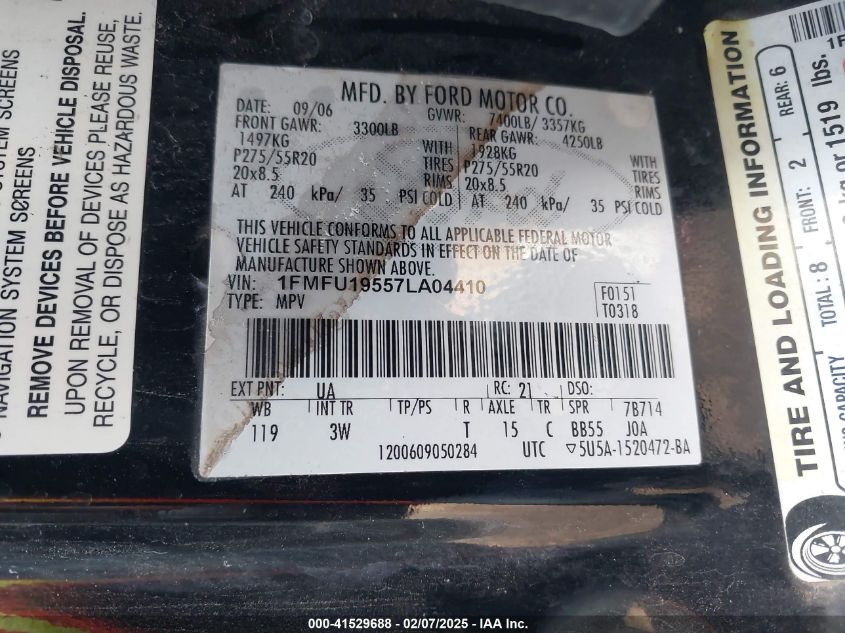 SYSTEM SCREENS
NAVIGATION SYSTEM SCREENS
REMOVE DEVICES BEFORE VEHICLE DISPOSAL.
UPON REMOVAL OF DEVICES PLEASE REUSE,
RECYCLE, OR DISPOSE AS HAZARDOUS WASTE.
MFD. BY FORD MOTOR CO.
DATE: 09/06 GVWR: 7400LB/ 3357KG
FRONT GAWR: 3300LB REAR GAWR: 4250LB
1497KG WITH 1928KG WITH
P275/55R20 TIRES P275/55R20 TIRES
20x8.5 RIMS 20x8.5 RIMS
AT 240 kPa/ 35 PSI COLD AT 240 kPa/ 35 PSI COLD
THIS VEHICLE CONFORMS TO ALL APPLICABLE FEDERAL MOTOR
VEHICLE SAFETY STANDARDS IN EFFECT ON THE DATE OF
MANUFACTURE SHOWN ABOVE.
VIN: 1FMFU19557LA04410
TYPE: MPV
F0151
T0318
EXT PNT: UA RC: 21 DSO:
WB INT TR TP/PS R AXLE TR SPR 7B714
119 3W T 15 C BB55 JOA
1200609050284 UTC ▽5U5A-1520472-BA
TIRE AND LOADING INFORMATION
TOTAL: 8 FRONT: 2 REAR: 6
kg or 1519 lbs.
000-41529688 - 02/07/2025 - IAA Inc.